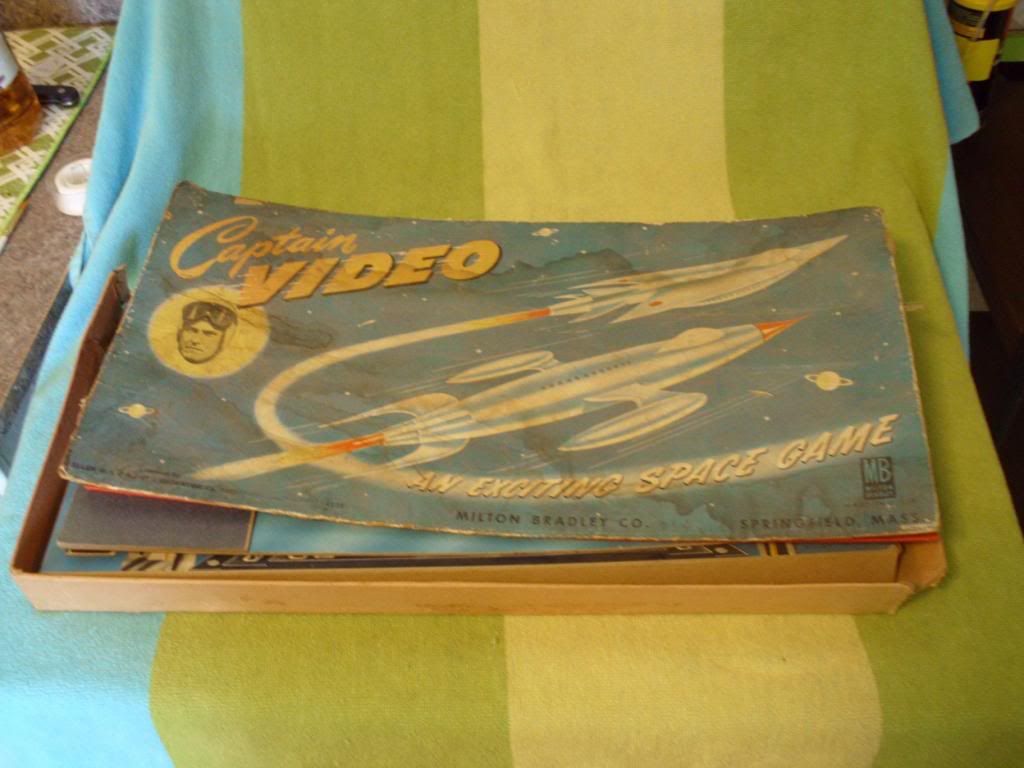 Captain
VIDEO
AN EXCITING SPACE GAME
MB
MILTON BRADLEY CO.
SPRINGFIELD, MASS.